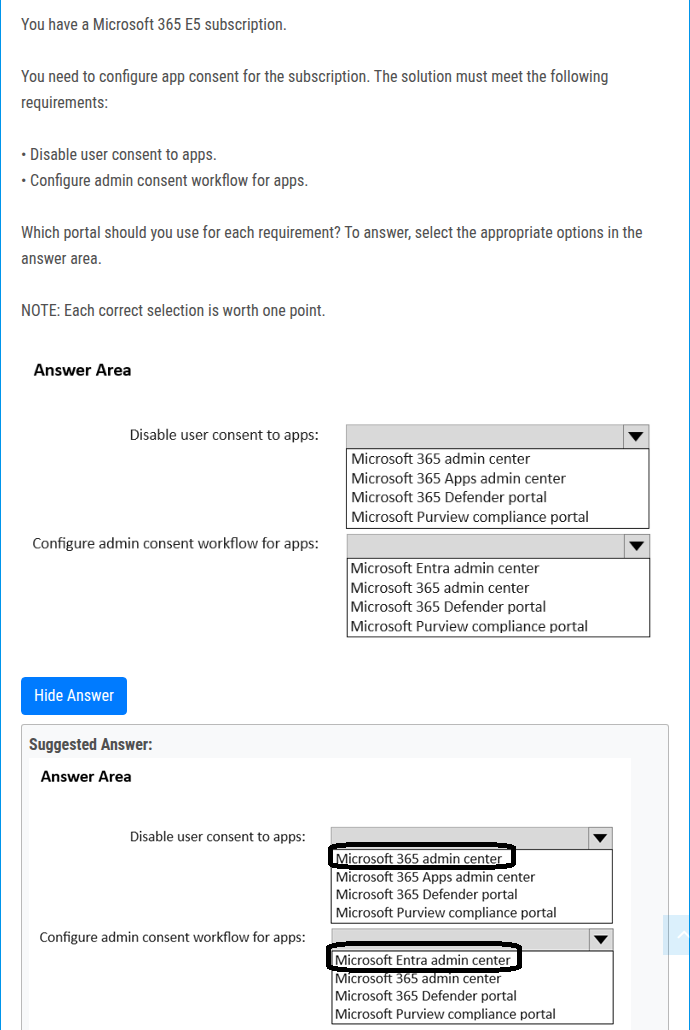 You have a Microsoft 365 E5 subscription.
You need to configure app consent for the subscription. The solution must meet the following
requirements:
• Disable user consent to apps.
• Configure admin consent workflow for apps.
Which portal should you use for each requirement? To answer, select the appropriate options in the
answer area.
NOTE: Each correct selection is worth one point.
Answer Area
Disable user consent to apps:
Microsoft 365 admin center
Microsoft 365 Apps admin center
Microsoft 365 Defender portal
Microsoft Purview compliance portal
Configure admin consent workflow for apps:
Microsoft Entra admin center
Microsoft 365 admin center
Microsoft 365 Defender portal
Microsoft Purview compliance portal
Hide Answer
Suggested Answer:
Answer Area
Disable user consent to apps:
Microsoft 365 admin center
Microsoft 365 Apps admin center
Microsoft 365 Defender portal
Microsoft Purview compliance portal
Configure admin consent workflow for apps:
Microsoft Entra admin center
Microsoft 365 admin center
Microsoft 365 Defender portal
Microsoft Purview compliance portal